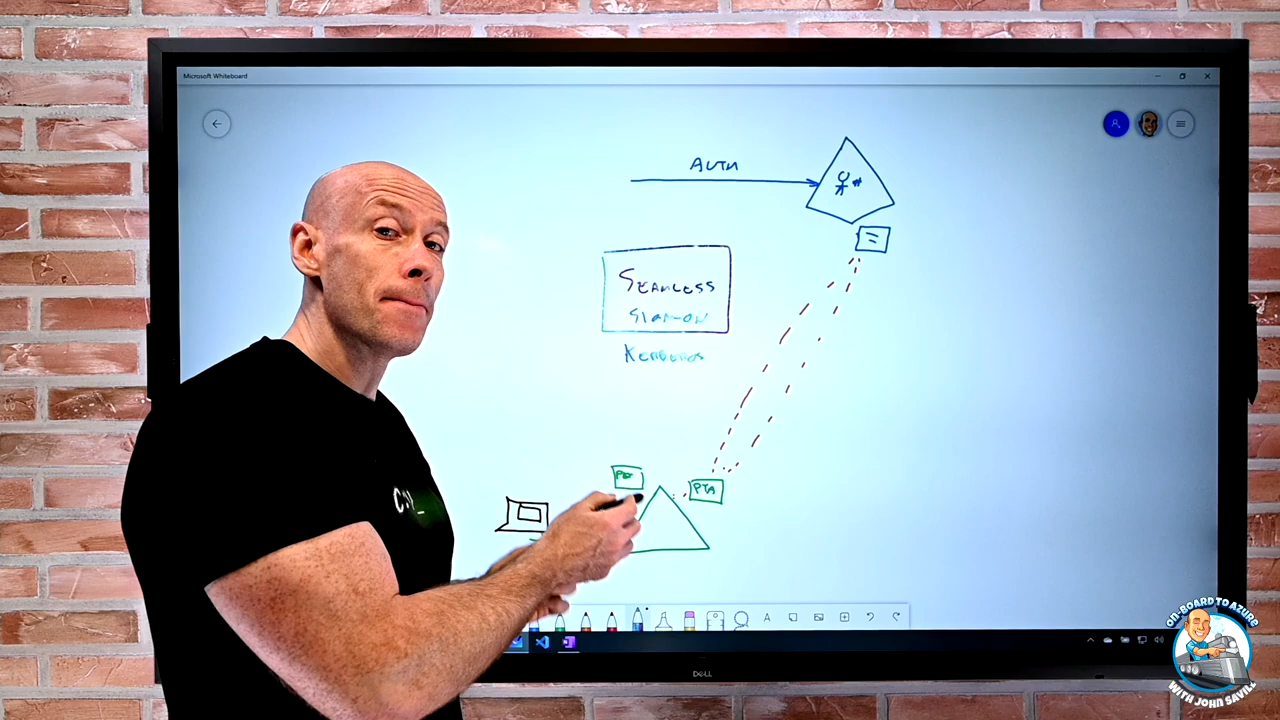 Microsoft Whiteboard
AUTH
SEAMLESS
SIGN-ON
KERBEROS
PTA
C:\_
A
DELL
ON-BOARD TO AZURE
WITH JOHN SAVILL